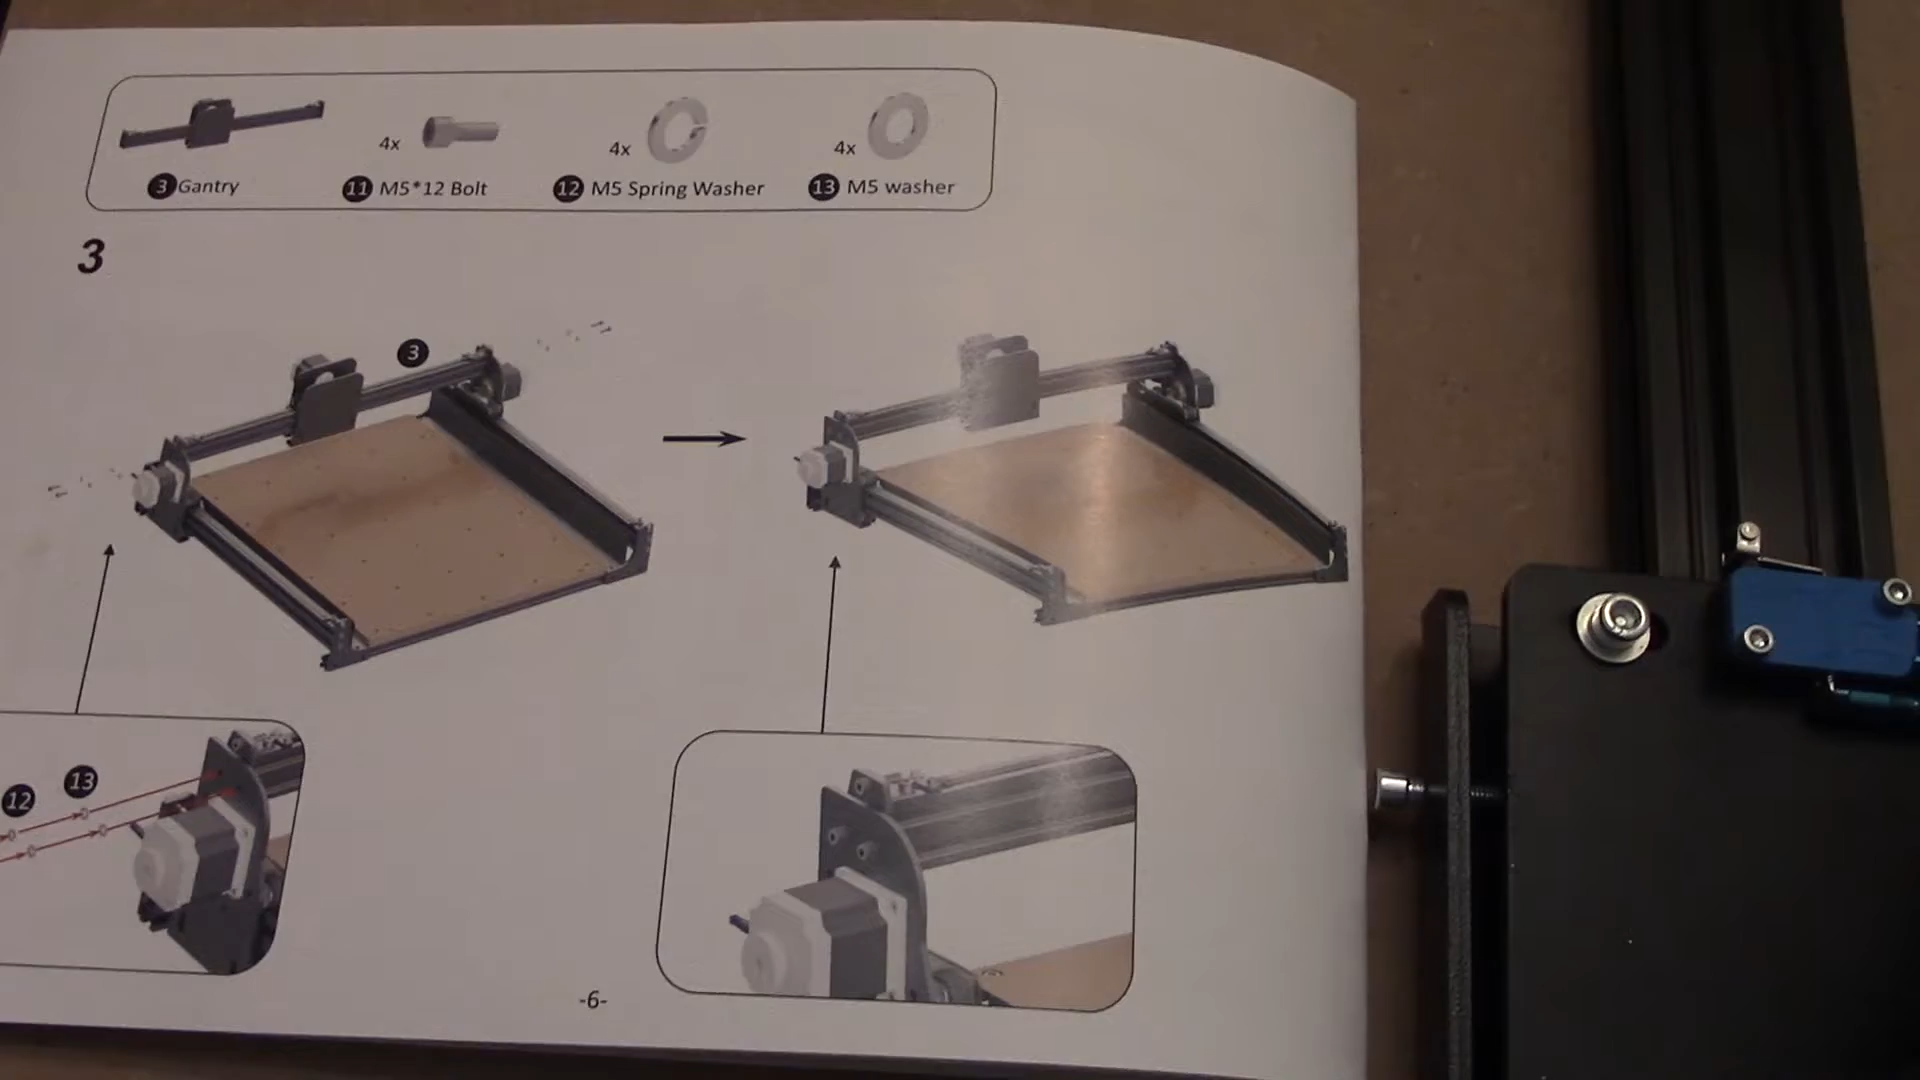 4x 4x 4x
3 Gantry 11 M5*12 Bolt 12 M5 Spring Washer 13 M5 washer
3
3
12 13
-6-